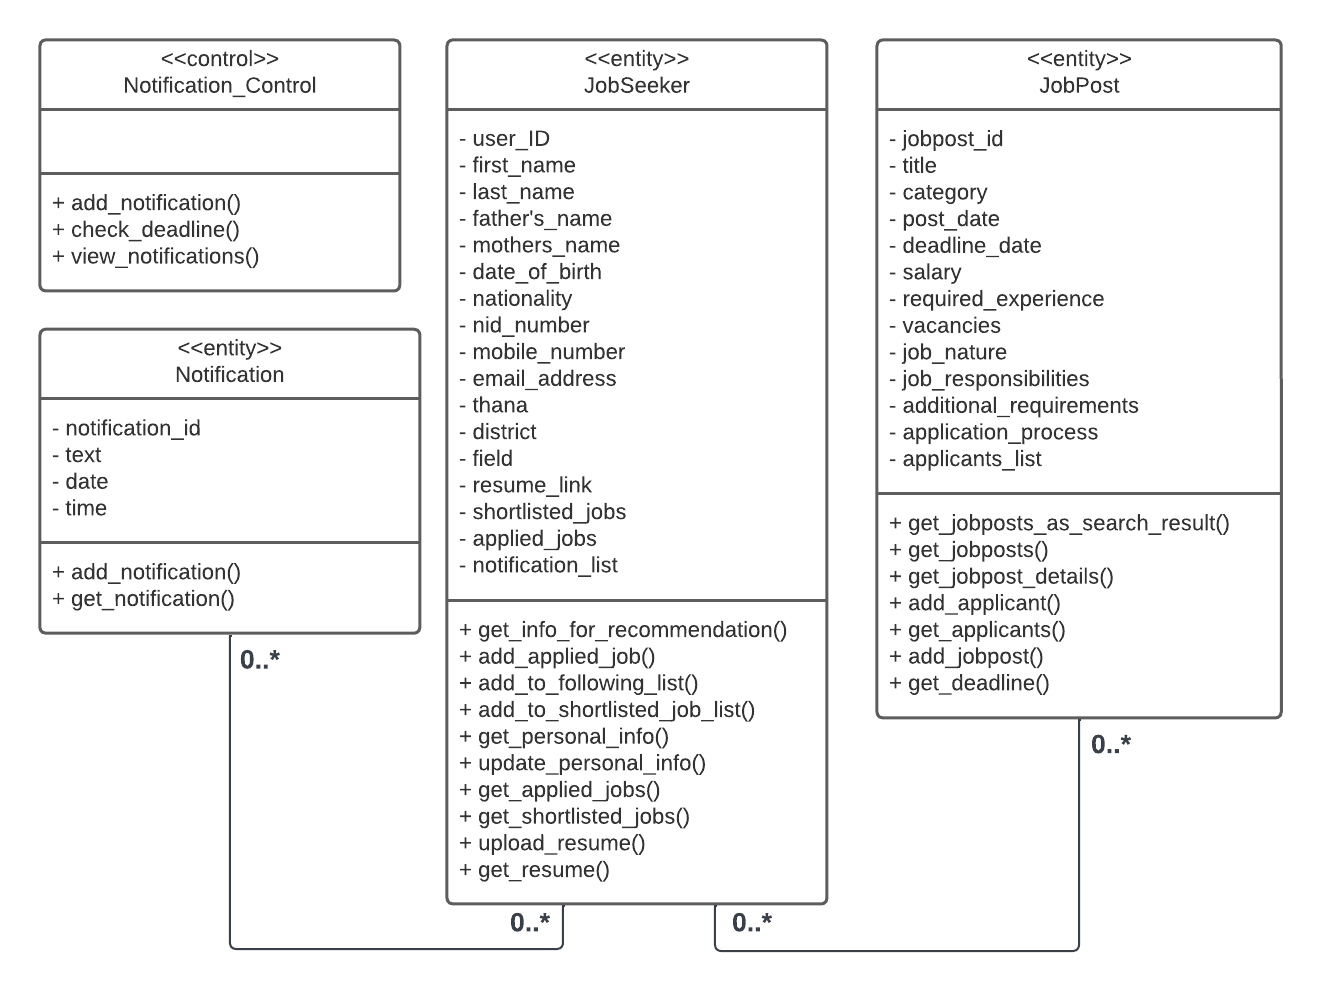 <<control>>
Notification_Control
+ add_notification()
+ check_deadline()
+ view_notifications()
<<entity>>
Notification
- notification_id
- text
- date
- time
+ add_notification()
+ get_notification()
0..*
<<entity>>
JobSeeker
- user_ID
- first_name
- last_name
- father's_name
- mothers_name
- date_of_birth
- nationality
- nid_number
- mobile_number
- email_address
- thana
- district
- field
- resume_link
- shortlisted_jobs
- applied_jobs
- notification_list
+ get_info_for_recommendation()
+ add_applied_job()
+ add_to_following_list()
+ add_to_shortlisted_job_list()
+ get_personal_info()
+ update_personal_info()
+ get_applied_jobs()
+ get_shortlisted_jobs()
+ upload_resume()
+ get_resume()
0..*
0..*
<<entity>>
JobPost
- jobpost_id
- title
- category
- post_date
- deadline_date
- salary
- required_experience
- vacancies
- job_nature
- job_responsibilities
- additional_requirements
- application_process
- applicants_list
+ get_jobposts_as_search_result()
+ get_jobposts()
+ get_jobpost_details()
+ add_applicant()
+ get_applicants()
+ add_jobpost()
+ get_deadline()
0..*